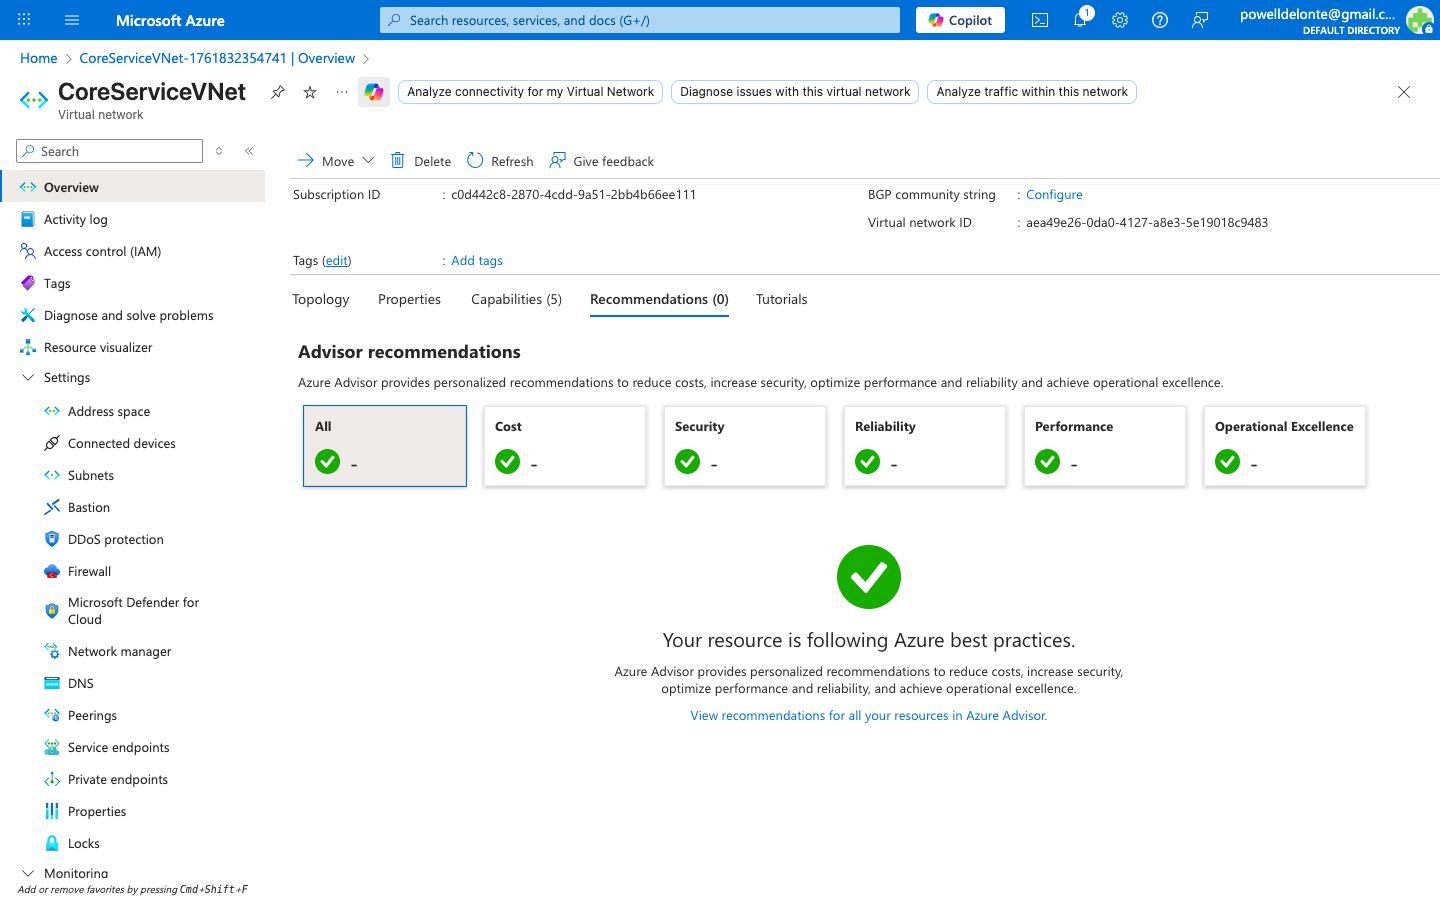 Microsoft Azure
Search resources, services, and docs (G+/)
Copilot
1
powelldelonte@gmail.c...
DEFAULT DIRECTORY
Home
CoreServiceVNet-1761832354741 | Overview
CoreServiceVNet
Virtual network
Analyze connectivity for my Virtual Network
Diagnose issues with this virtual network
Analyze traffic within this network
Search
Overview
Activity log
Access control (IAM)
Tags
Diagnose and solve problems
Resource visualizer
Settings
Address space
Connected devices
Subnets
Bastion
DDoS protection
Firewall
Microsoft Defender for
Cloud
Network manager
DNS
Peerings
Service endpoints
Private endpoints
Properties
Locks
Monitoring
Add or remove favorites by pressing Cmd+Shift+F
Move
Delete
Refresh
Give feedback
Subscription ID : c0d442c8-2870-4cdd-9a51-2bb4b66ee111
BGP community string : Configure
Virtual network ID : aea49e26-0da0-4127-a8e3-5e19018c9483
Tags (edit) : Add tags
Topology
Properties
Capabilities (5)
Recommendations (0)
Tutorials
Advisor recommendations
Azure Advisor provides personalized recommendations to reduce costs, increase security, optimize performance and reliability and achieve operational excellence.
All
-
Cost
-
Security
-
Reliability
-
Performance
-
Operational Excellence
-
Your resource is following Azure best practices.
Azure Advisor provides personalized recommendations to reduce costs, increase security,
optimize performance and reliability, and achieve operational excellence.
View recommendations for all your resources in Azure Advisor.